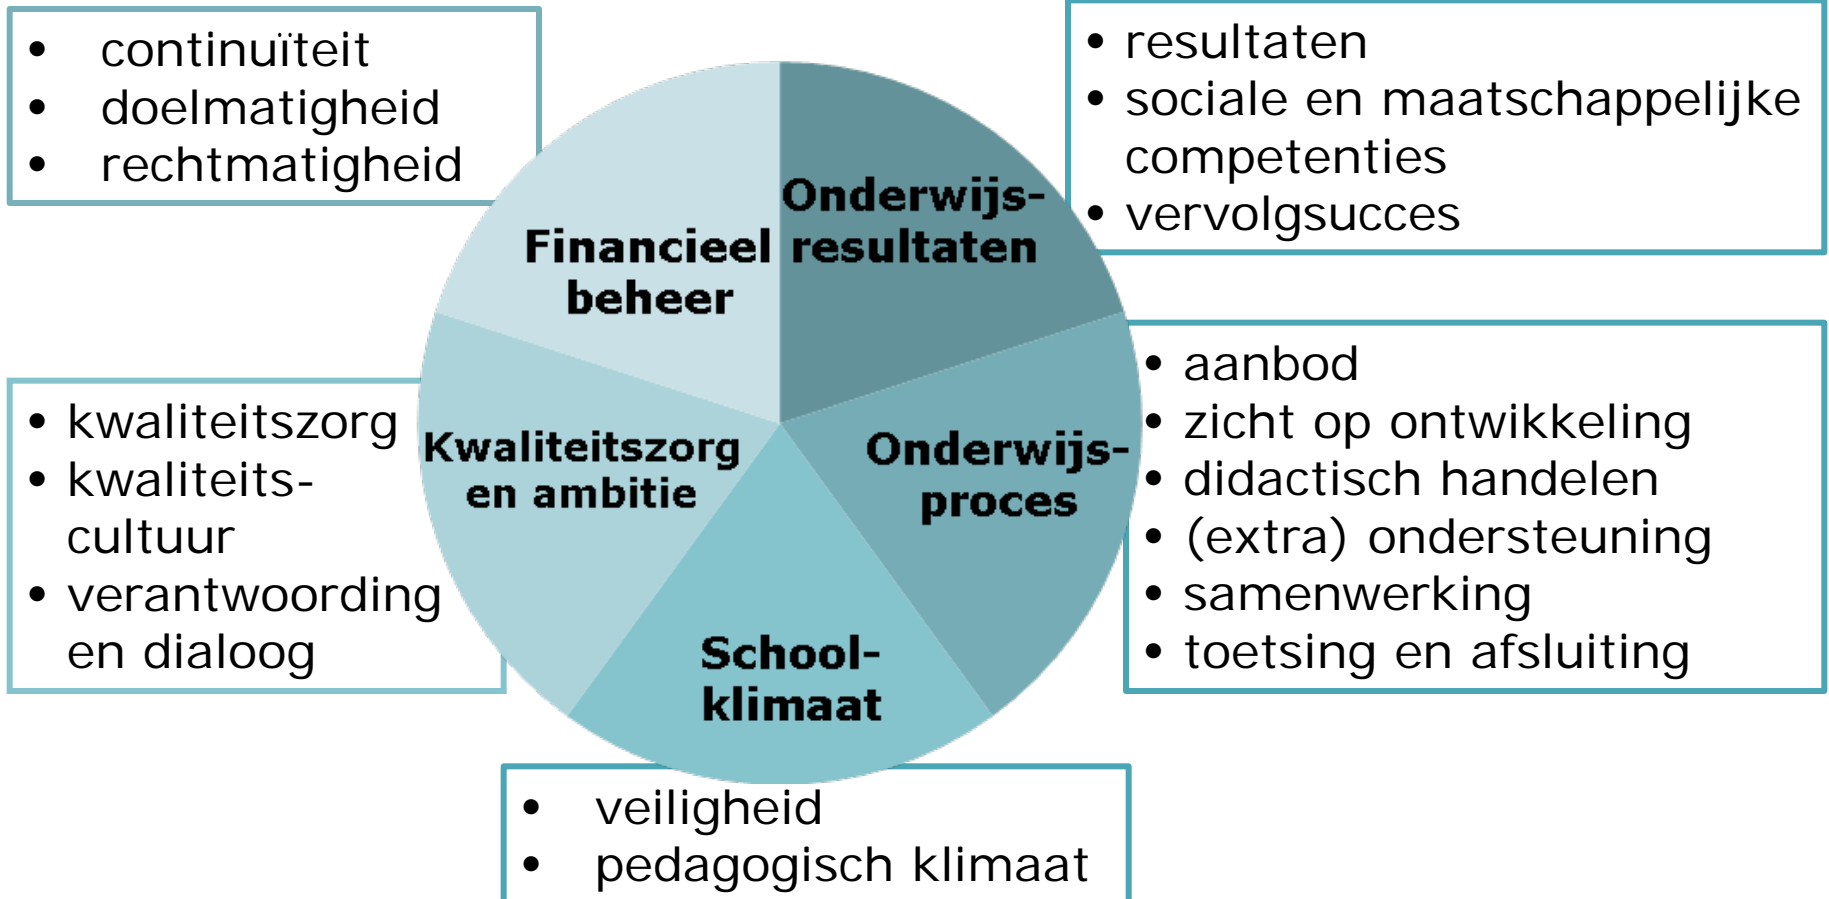 • continuïteit
• doelmatigheid
• rechtmatigheid
• resultaten
• sociale en maatschappelijke
competenties
• vervolgsucces
Onderwijs-
resultaten
Financieel
beheer
• aanbod
• zicht op ontwikkeling
• didactisch handelen
• (extra) ondersteuning
• samenwerking
• toetsing en afsluiting
Onderwijs-
proces
Kwaliteitszorg
en ambitie
• kwaliteitszorg
• kwaliteits-
cultuur
• verantwoording
en dialoog
School-
klimaat
• veiligheid
• pedagogisch klimaat